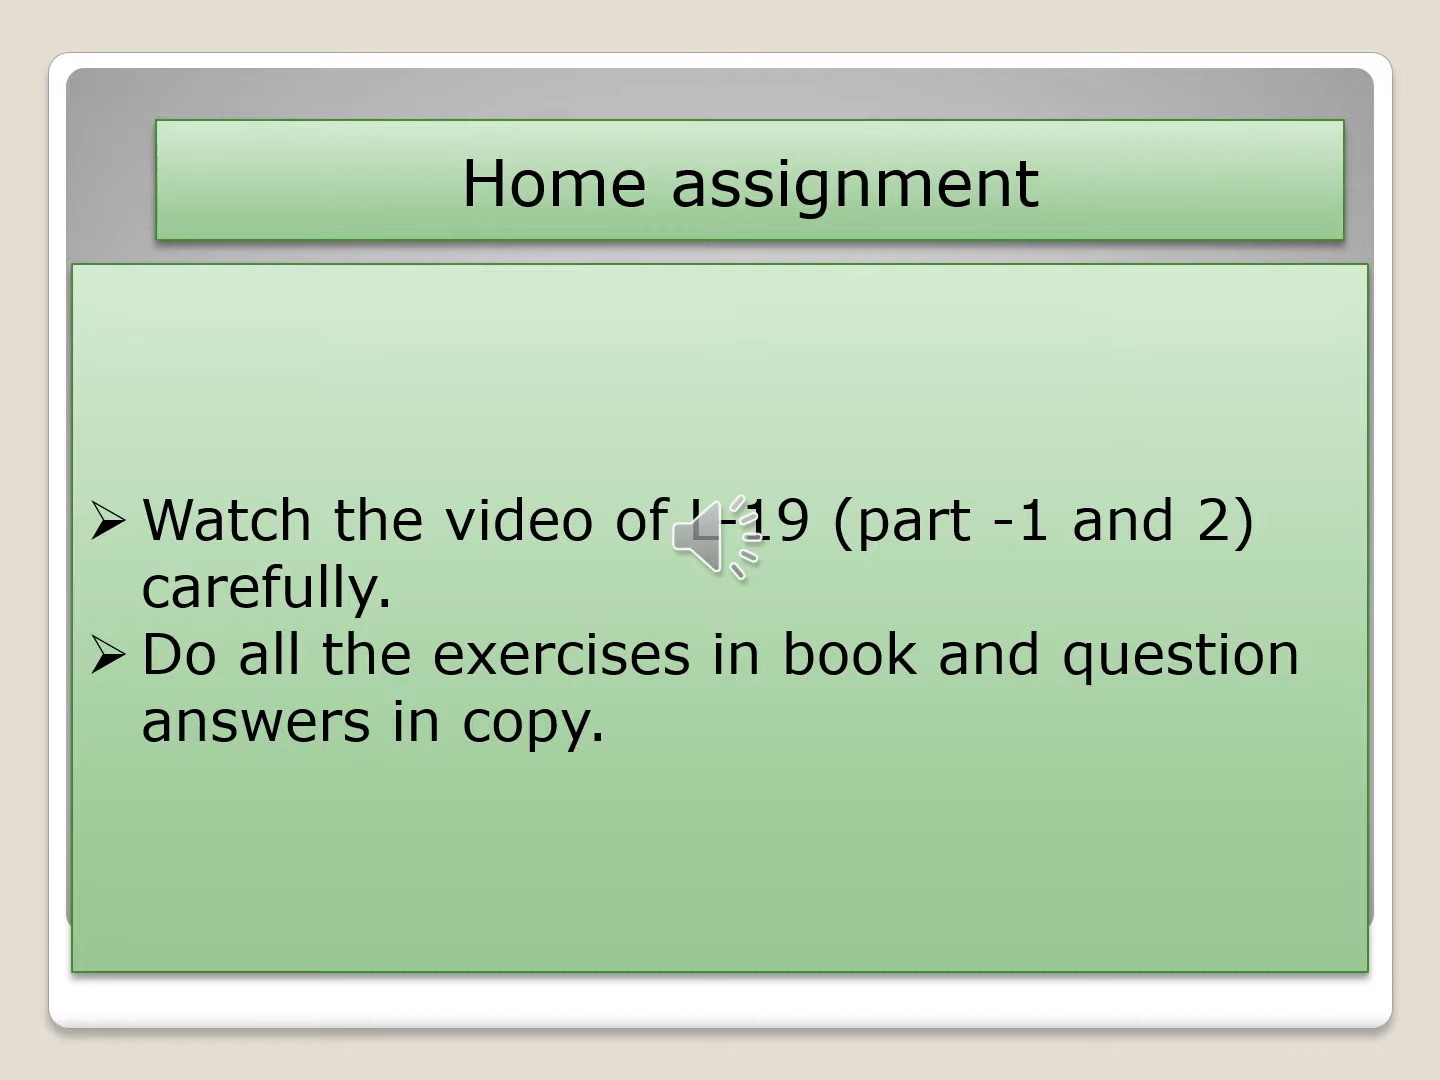 Home assignment
➢ Watch the video of L-19 (part -1 and 2)
carefully.
➢ Do all the exercises in book and question
answers in copy.